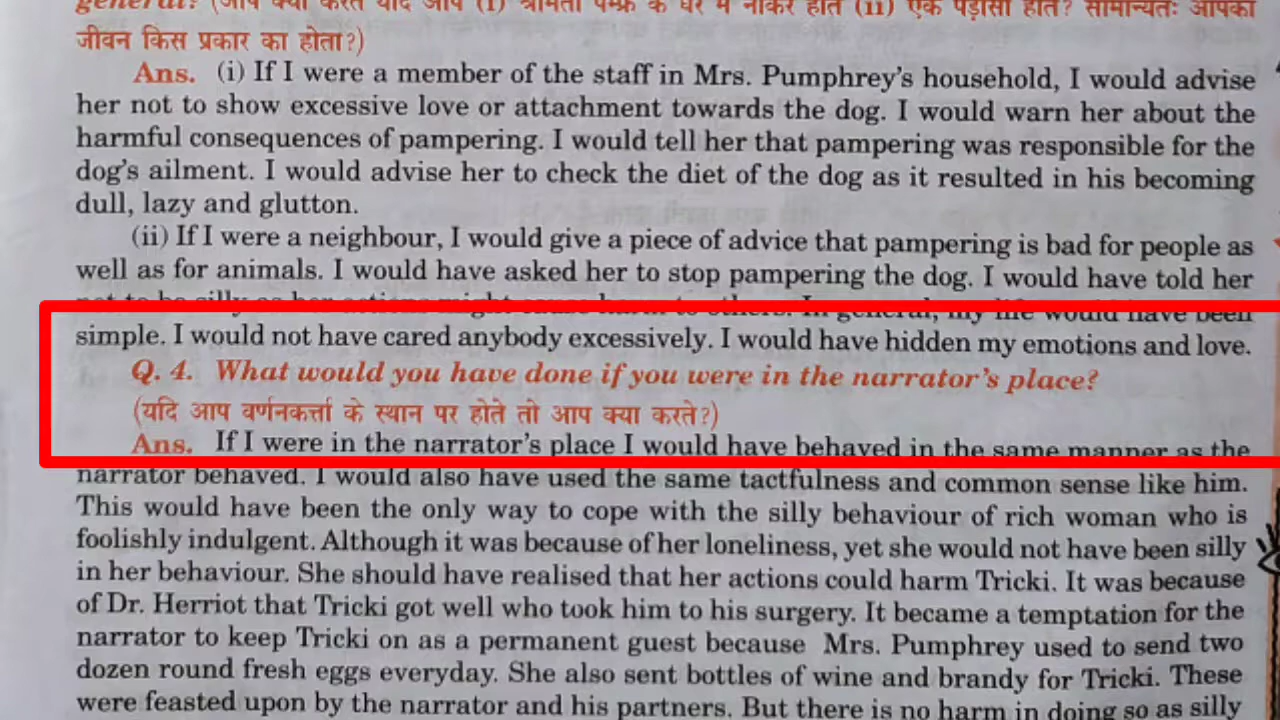 general? (आप क्या करते यदि आप (i) श्रीमती पम्फ्रे के घर में नौकर होते (ii) एक पड़ोसी होते? सामान्यतः आपका
जीवन किस प्रकार का होता?)
Ans. (i) If I were a member of the staff in Mrs. Pumphrey's household, I would advise
her not to show excessive love or attachment towards the dog. I would warn her about the
harmful consequences of pampering. I would tell her that pampering was responsible for the
dog's ailment. I would advise her to check the diet of the dog as it resulted in his becoming
dull, lazy and glutton.
(ii) If I were a neighbour, I would give a piece of advice that pampering is bad for people as
well as for animals. I would have asked her to stop pampering the dog. I would have told her
not to be silly as her actions might cause harm to others. In general, my life would have been
simple. I would not have cared anybody excessively. I would have hidden my emotions and love.
Q. 4. What would you have done if you were in the narrator's place?
(यदि आप वर्णनकर्त्ता के स्थान पर होते तो आप क्या करते?)
Ans. If I were in the narrator's place I would have behaved in the same manner as the
narrator behaved. I would also have used the same tactfulness and common sense like him.
This would have been the only way to cope with the silly behaviour of rich woman who is
foolishly indulgent. Although it was because of her loneliness, yet she would not have been silly
in her behaviour. She should have realised that her actions could harm Tricki. It was because
of Dr. Herriot that Tricki got well who took him to his surgery. It became a temptation for the
narrator to keep Tricki on as a permanent guest because Mrs. Pumphrey used to send two
dozen round fresh eggs everyday. She also sent bottles of wine and brandy for Tricki. These
were feasted upon by the narrator and his partners. But there is no harm in doing so as silly